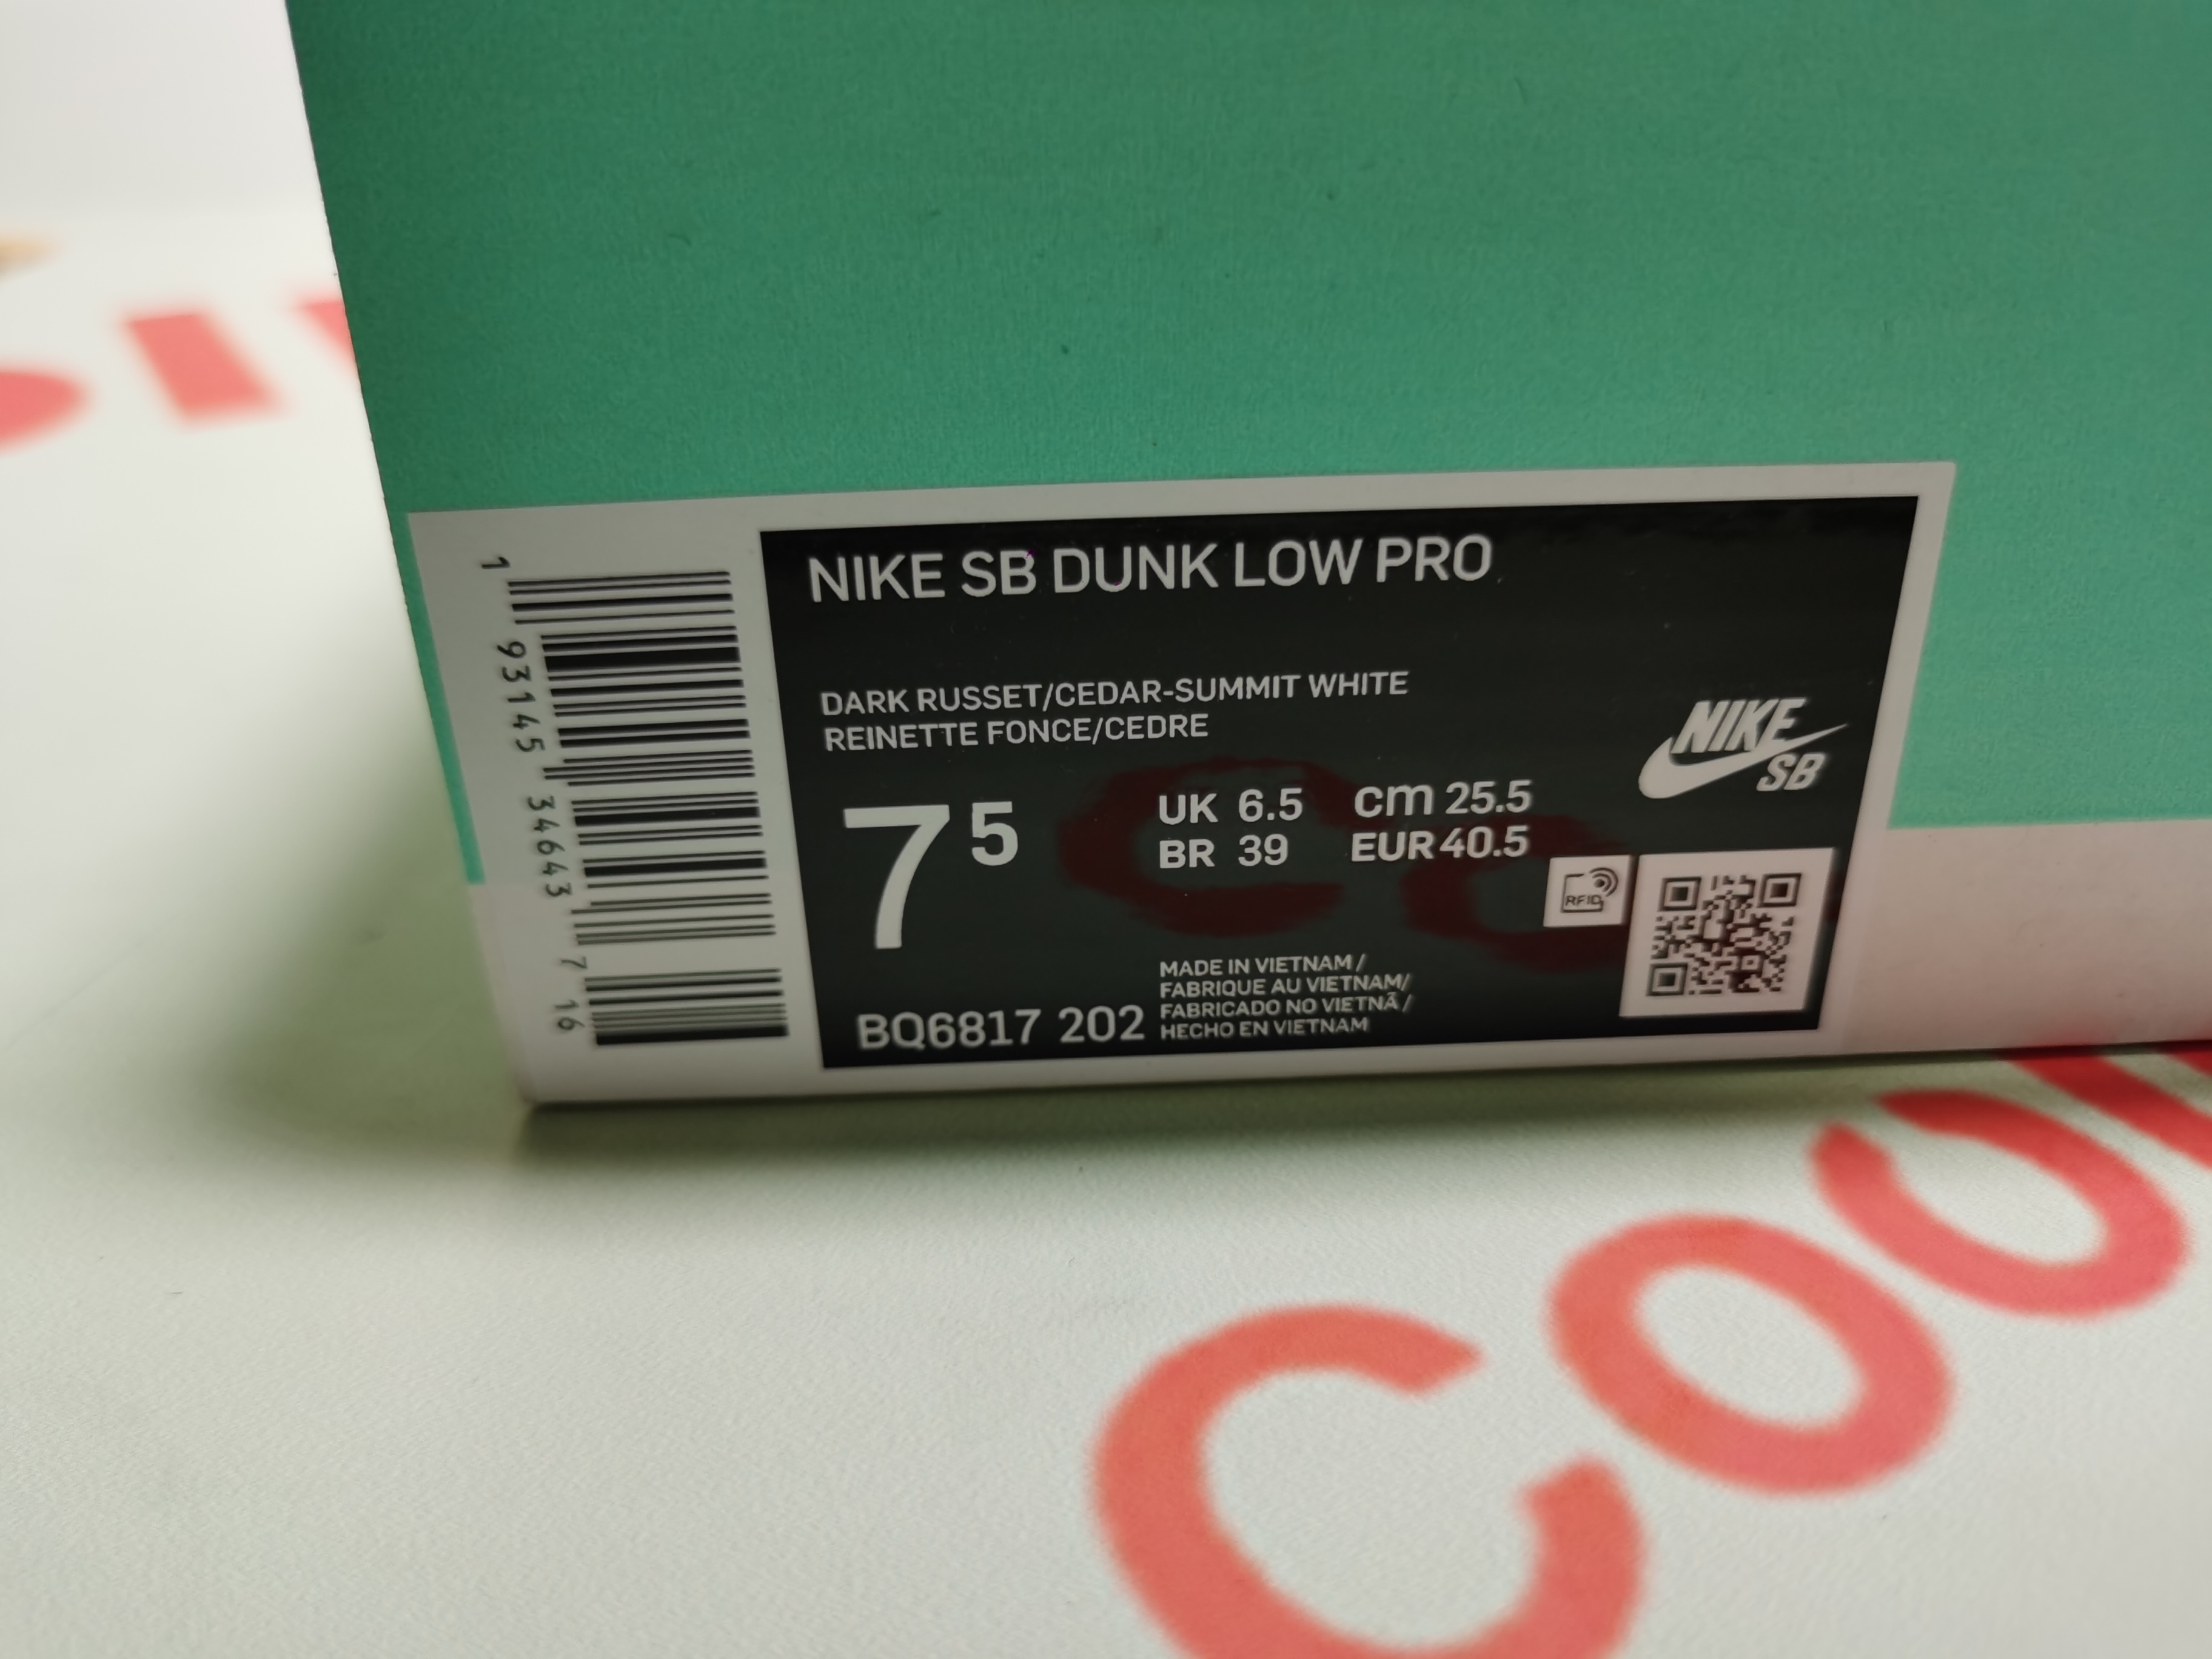 NIKE SB DUNK LOW PRO
DARK RUSSET/CEDAR-SUMMIT WHITE
REINETTE FONCE/CEDRE
7 5
UK 6.5 cm 25.5
BR 39 EUR 40.5
NIKE
SB
RFID
MADE IN VIETNAM /
FABRIQUE AU VIETNAM/
FABRICADO NO VIETNÃ /
HECHO EN VIETNAM
BQ6817 202
1 93145 34643 7 16